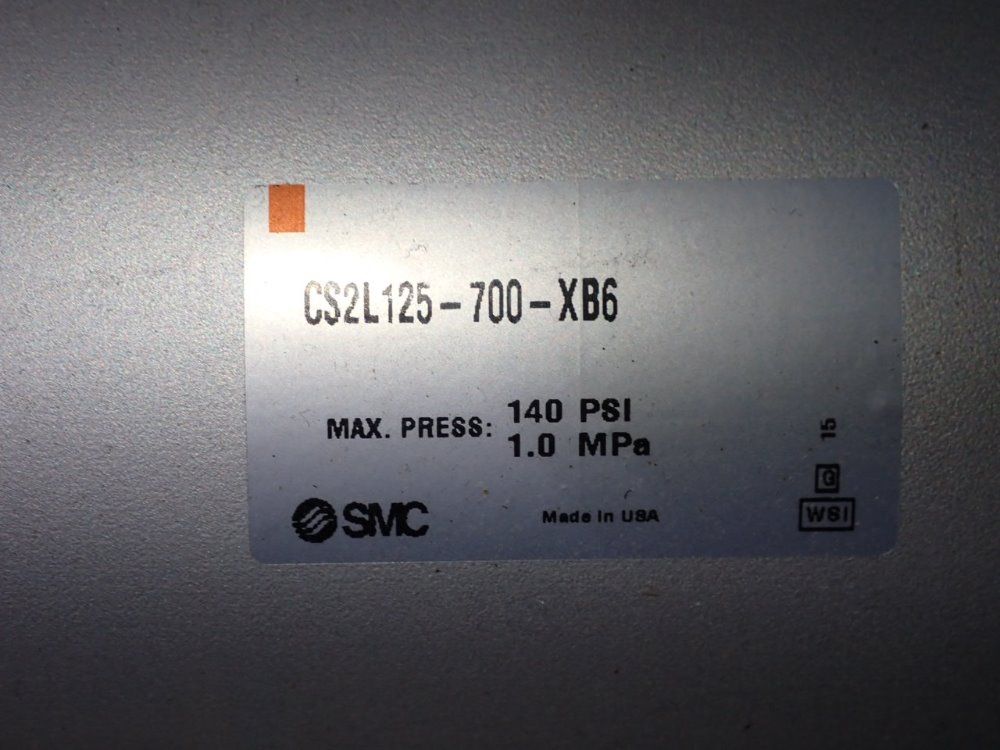 CS2L125-700-XB6
MAX. PRESS: 140 PSI
1.0 MPa
15
G
WSI
SMC
Made in USA